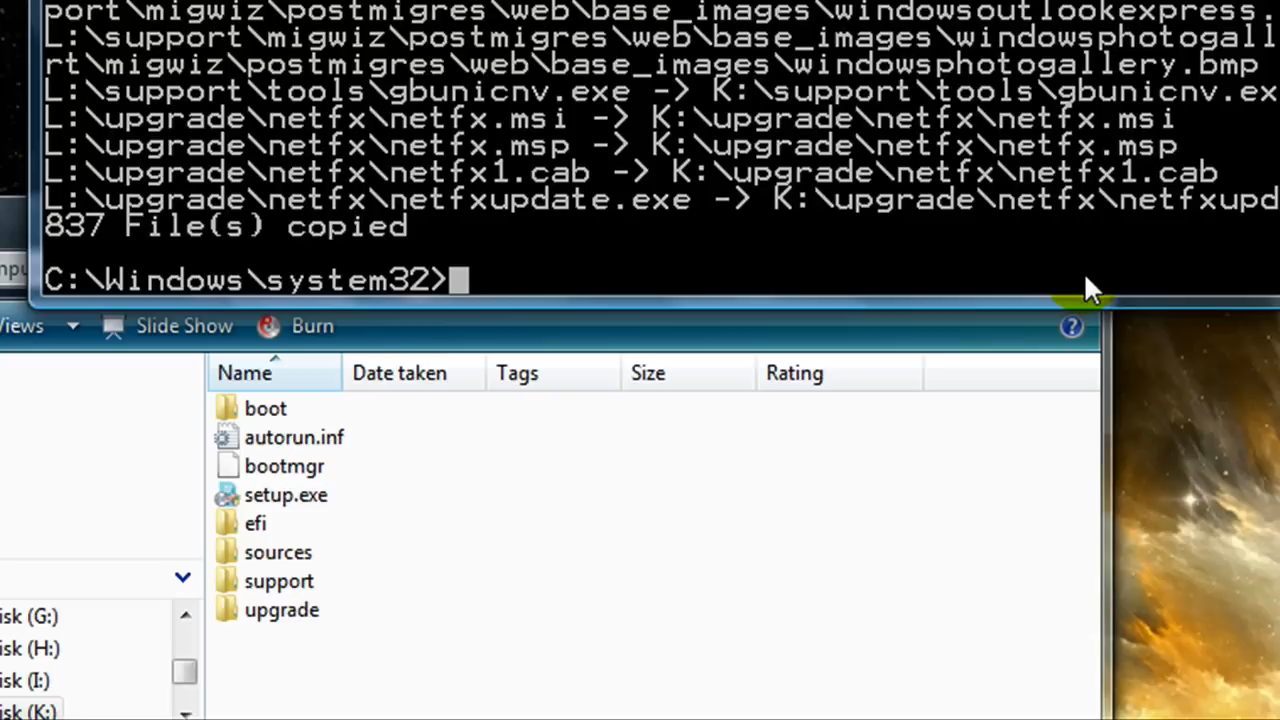 port\migwiz\postmigres\web\base_images\windowsoutlookexpress.
L:\support\migwiz\postmigres\web\base_images\windowsphotogall
rt\migwiz\postmigres\web\base_images\windowsphotogallery.bmp
L:\support\tools\gbunicnv.exe -> K:\support\tools\gbunicnv.ex
L:\upgrade\netfx\netfx.msi -> K:\upgrade\netfx\netfx.msi
L:\upgrade\netfx\netfx.msp -> K:\upgrade\netfx\netfx.msp
L:\upgrade\netfx\netfx1.cab -> K:\upgrade\netfx\netfx1.cab
L:\upgrade\netfx\netfxupdate.exe -> K:\upgrade\netfx\netfxupd
837 File(s) copied
C:\Windows\system32>
npu
Views Slide Show Burn ?
Name Date taken Tags Size Rating
boot
autorun.inf
bootmgr
setup.exe
efi
sources
support
upgrade
isk (G:)
isk (H:)
isk (I:)
isk (K:)